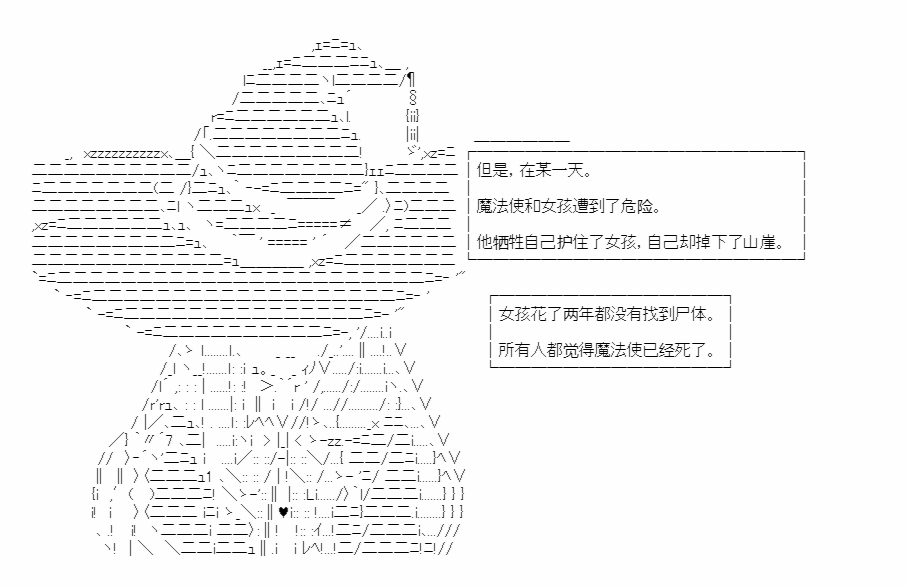 但是，在某一天。
魔法使和女孩遭到了危险。
他牺牲自己护住了女孩，自己却掉下了山崖。
女孩花了两年都没有找到尸体。
所有人都觉得魔法使已经死了。